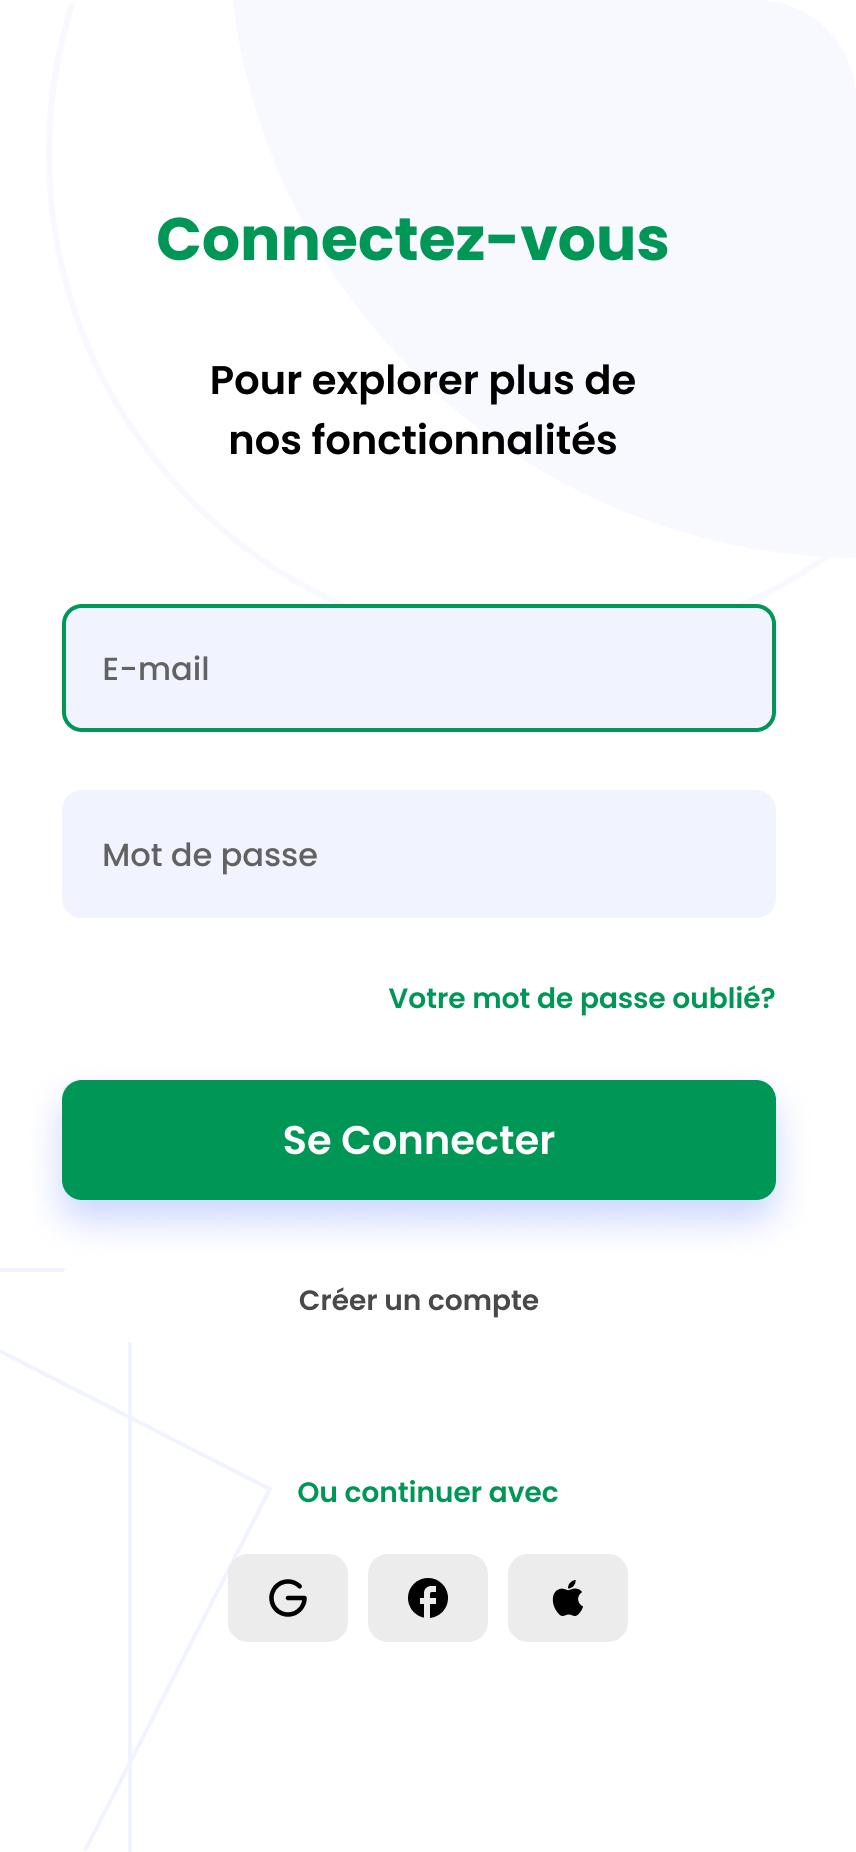 Connectez-vous
Pour explorer plus de
nos fonctionnalités
E-mail
Mot de passe
Votre mot de passe oublié?
Se Connecter
Créer un compte
Ou continuer avec